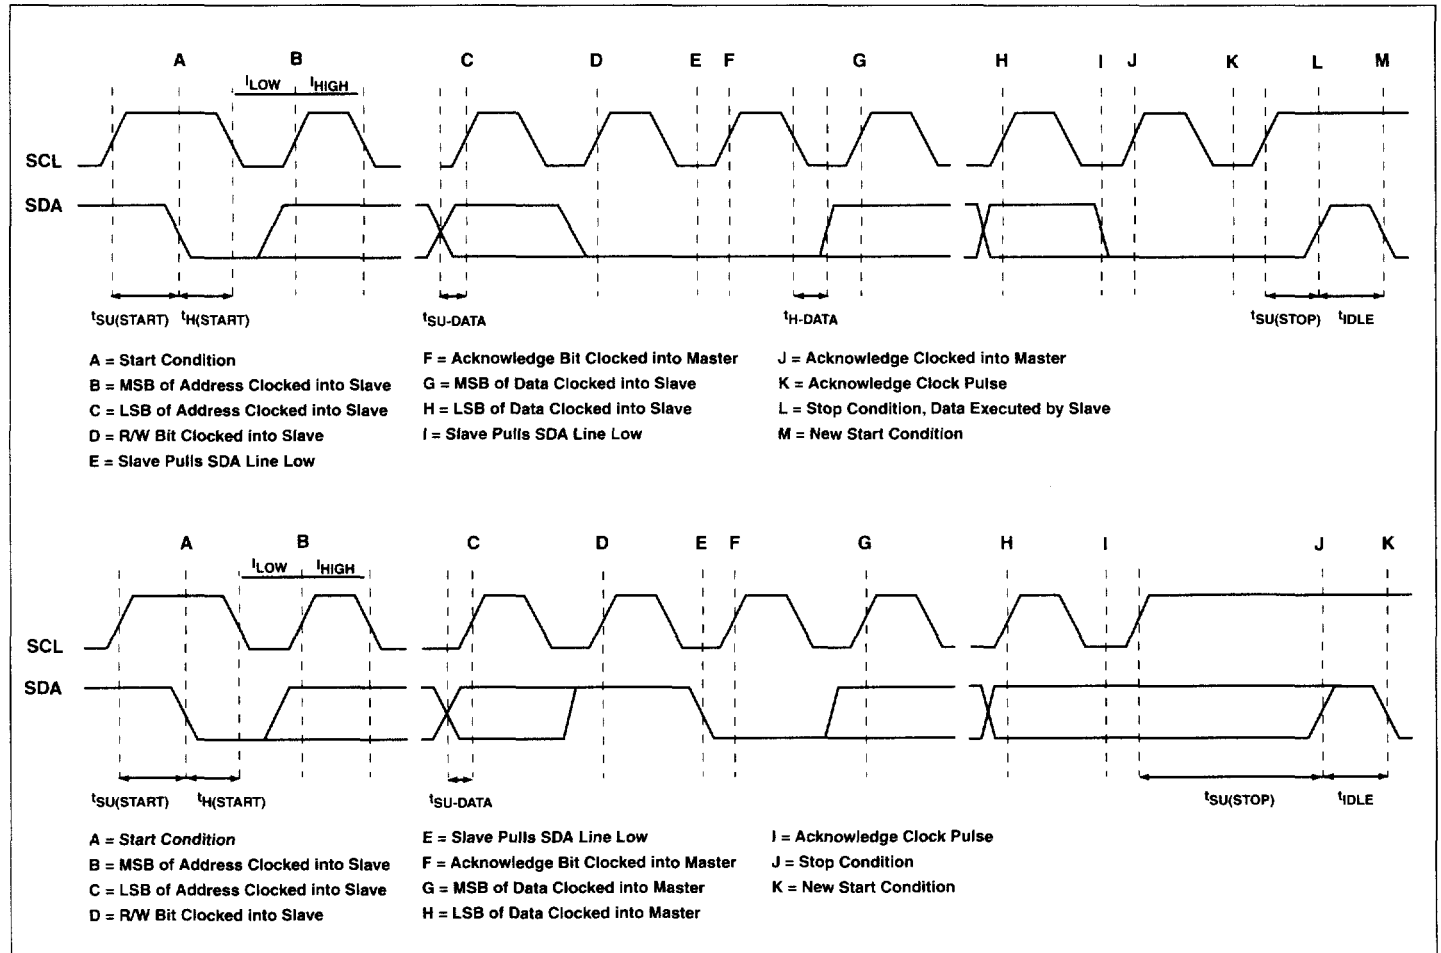 A B C D E F G H I J K L M
ILOW IHIGH
SCL
SDA
tSU(START) tH(START) tSU-DATA tH-DATA tSU(STOP) tIDLE
A = Start Condition
B = MSB of Address Clocked into Slave
C = LSB of Address Clocked into Slave
D = R/W Bit Clocked into Slave
E = Slave Pulls SDA Line Low
F = Acknowledge Bit Clocked into Master
G = MSB of Data Clocked into Slave
H = LSB of Data Clocked into Slave
I = Slave Pulls SDA Line Low
J = Acknowledge Clocked into Master
K = Acknowledge Clock Pulse
L = Stop Condition, Data Executed by Slave
M = New Start Condition
A B C D E F G H I J K
ILOW IHIGH
SCL
SDA
tSU(START) tH(START) tSU-DATA tSU(STOP) tIDLE
A = Start Condition
B = MSB of Address Clocked into Slave
C = LSB of Address Clocked into Slave
D = R/W Bit Clocked into Slave
E = Slave Pulls SDA Line Low
F = Acknowledge Bit Clocked into Master
G = MSB of Data Clocked into Master
H = LSB of Data Clocked into Master
I = Acknowledge Clock Pulse
J = Stop Condition
K = New Start Condition